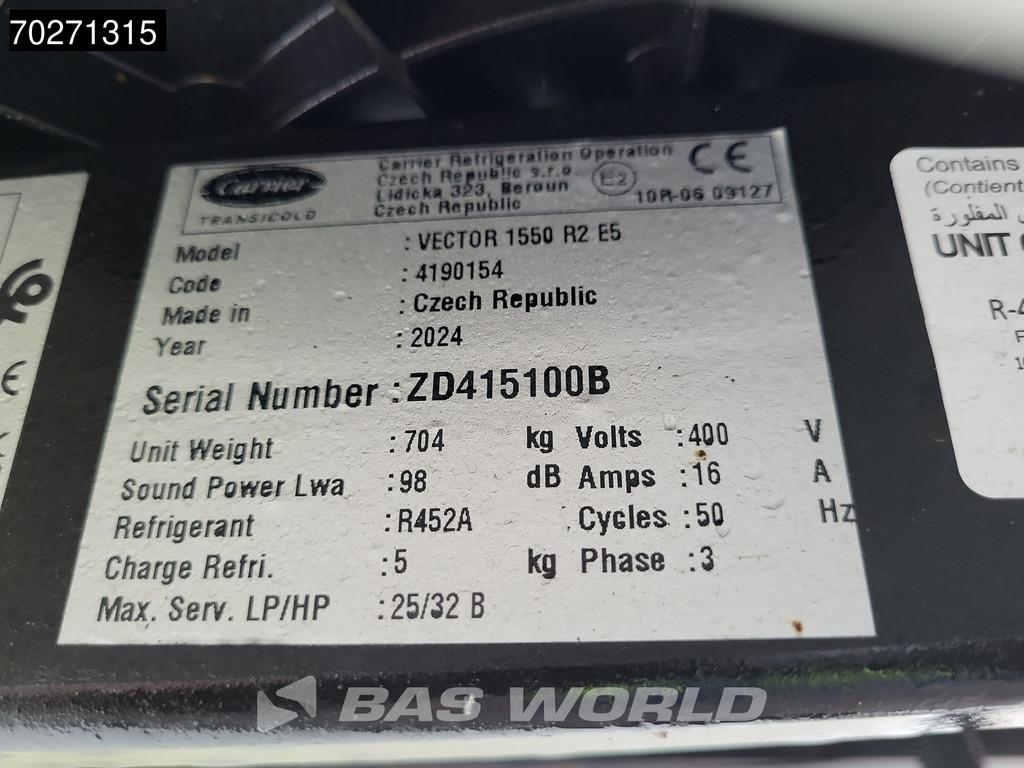 70271315
Carrier
TRANSICOLD
Carrier Refrigeration Operation
Czech Republic s.r.o.
Lidicka 323, Beroun
Czech Republic
E2
CE
10R-06 09127
Model : VECTOR 1550 R2 E5
Code : 4190154
Made in : Czech Republic
Year : 2024
Serial Number : ZD415100B
Unit Weight : 704 kg Volts : 400 V
Sound Power Lwa : 98 dB Amps : 16 A
Refrigerant : R452A Cycles : 50 Hz
Charge Refri. : 5 kg Phase : 3
Max. Serv. LP/HP : 25/32 B
Contains
(Contient
المفلورة
UNIT
R-4
BAS WORLD